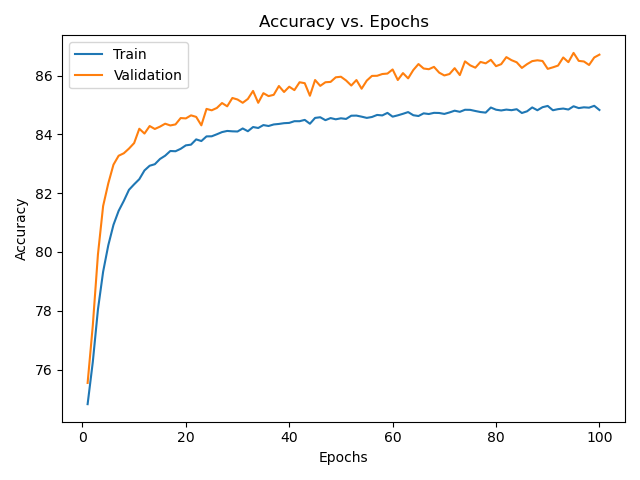 Accuracy vs. Epochs
Train
Validation
86
84
82
80
78
76
Accuracy
0 20 40 60 80 100
Epochs